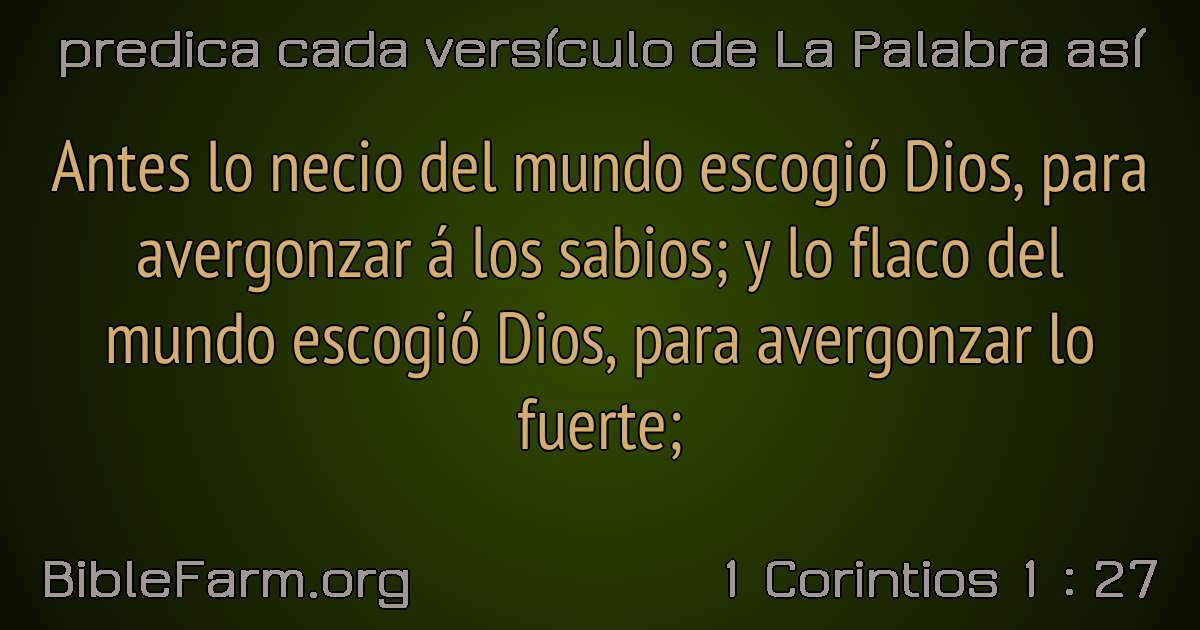 predica cada versículo de La Palabra así
Antes lo necio del mundo escogió Dios, para
avergonzar á los sabios; y lo flaco del
mundo escogió Dios, para avergonzar lo
fuerte;
BibleFarm.org
1 Corintios 1 : 27